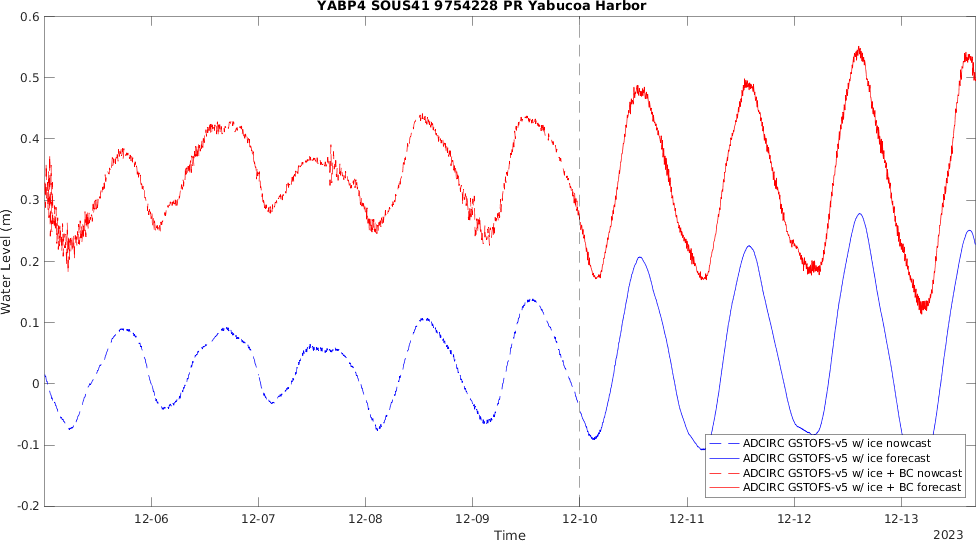 YABP4 SOUS41 9754228 PR Yabucoa Harbor
0.6
0.5
0.4
0.3
0.2
0.1
0
-0.1
-0.2
Water Level (m)
ADCIRC GSTOFS-v5 w/ ice nowcast
ADCIRC GSTOFS-v5 w/ ice forecast
ADCIRC GSTOFS-v5 w/ ice + BC nowcast
ADCIRC GSTOFS-v5 w/ ice + BC forecast
12-06 12-07 12-08 12-09 12-10 12-11 12-12 12-13
Time
2023